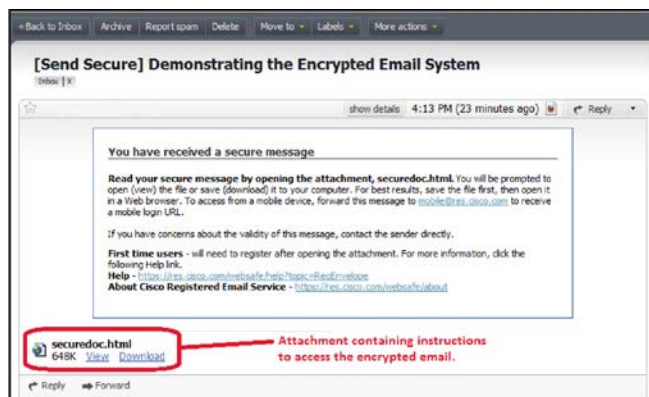 « Back to Inbox Archive Report spam Delete Move to Labels More actions
[Send Secure] Demonstrating the Encrypted Email System
Inbox | X
show details 4:13 PM (23 minutes ago) Reply
You have received a secure message
Read your secure message by opening the attachment, securedoc.html. You will be prompted to
open (view) the file or save (download) it to your computer. For best results, save the file first, then open it
in a Web browser. To access from a mobile device, forward this message to mobile@res.cisco.com to receive
a mobile login URL.
If you have concerns about the validity of this message, contact the sender directly.
First time users - will need to register after opening the attachment. For more information, click the
following Help link.
Help - https://res.cisco.com/websafe/help?topic=RegEnvelope
About Cisco Registered Email Service - https://res.cisco.com/websafe/about
securedoc.html
648K View Download
Attachment containing instructions
to access the encrypted email.
Reply Forward